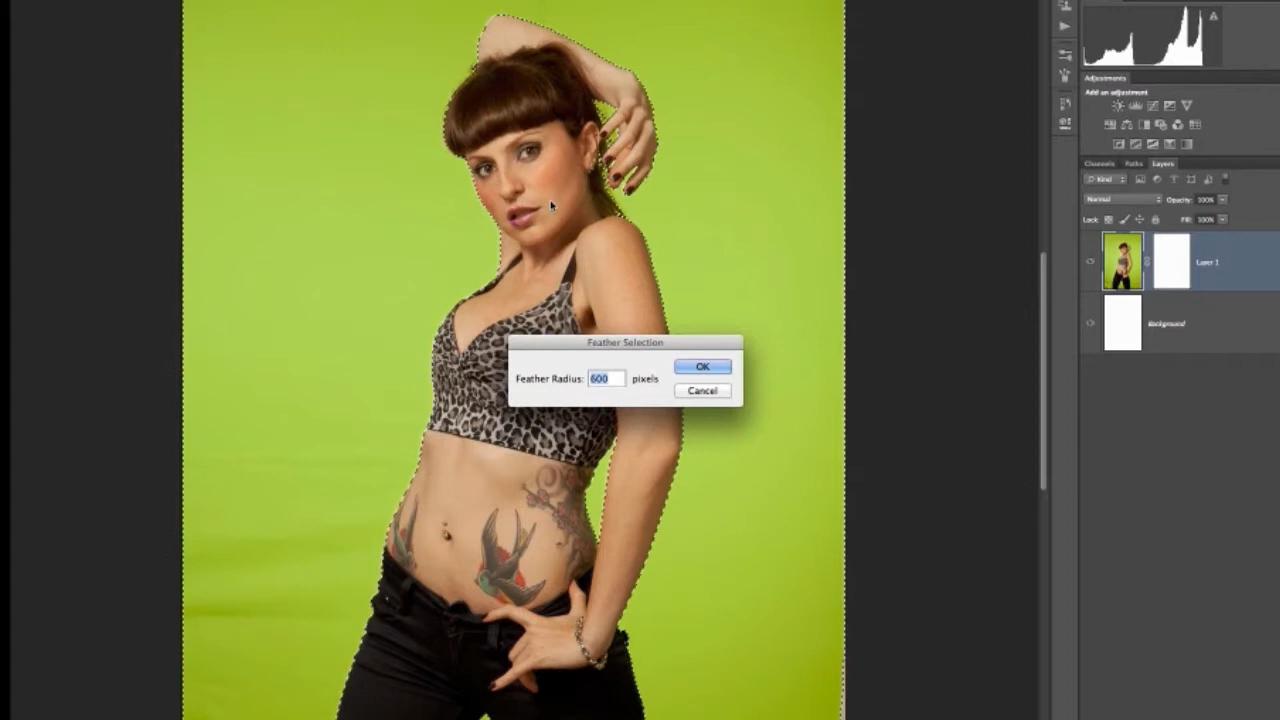 Adjustments
Add an adjustment
Channels Paths Layers
Kind
Normal Opacity: 100%
Lock: Fill: 100%
Layer 1
Background
Feather Selection
Feather Radius: 600 pixels
OK
Cancel